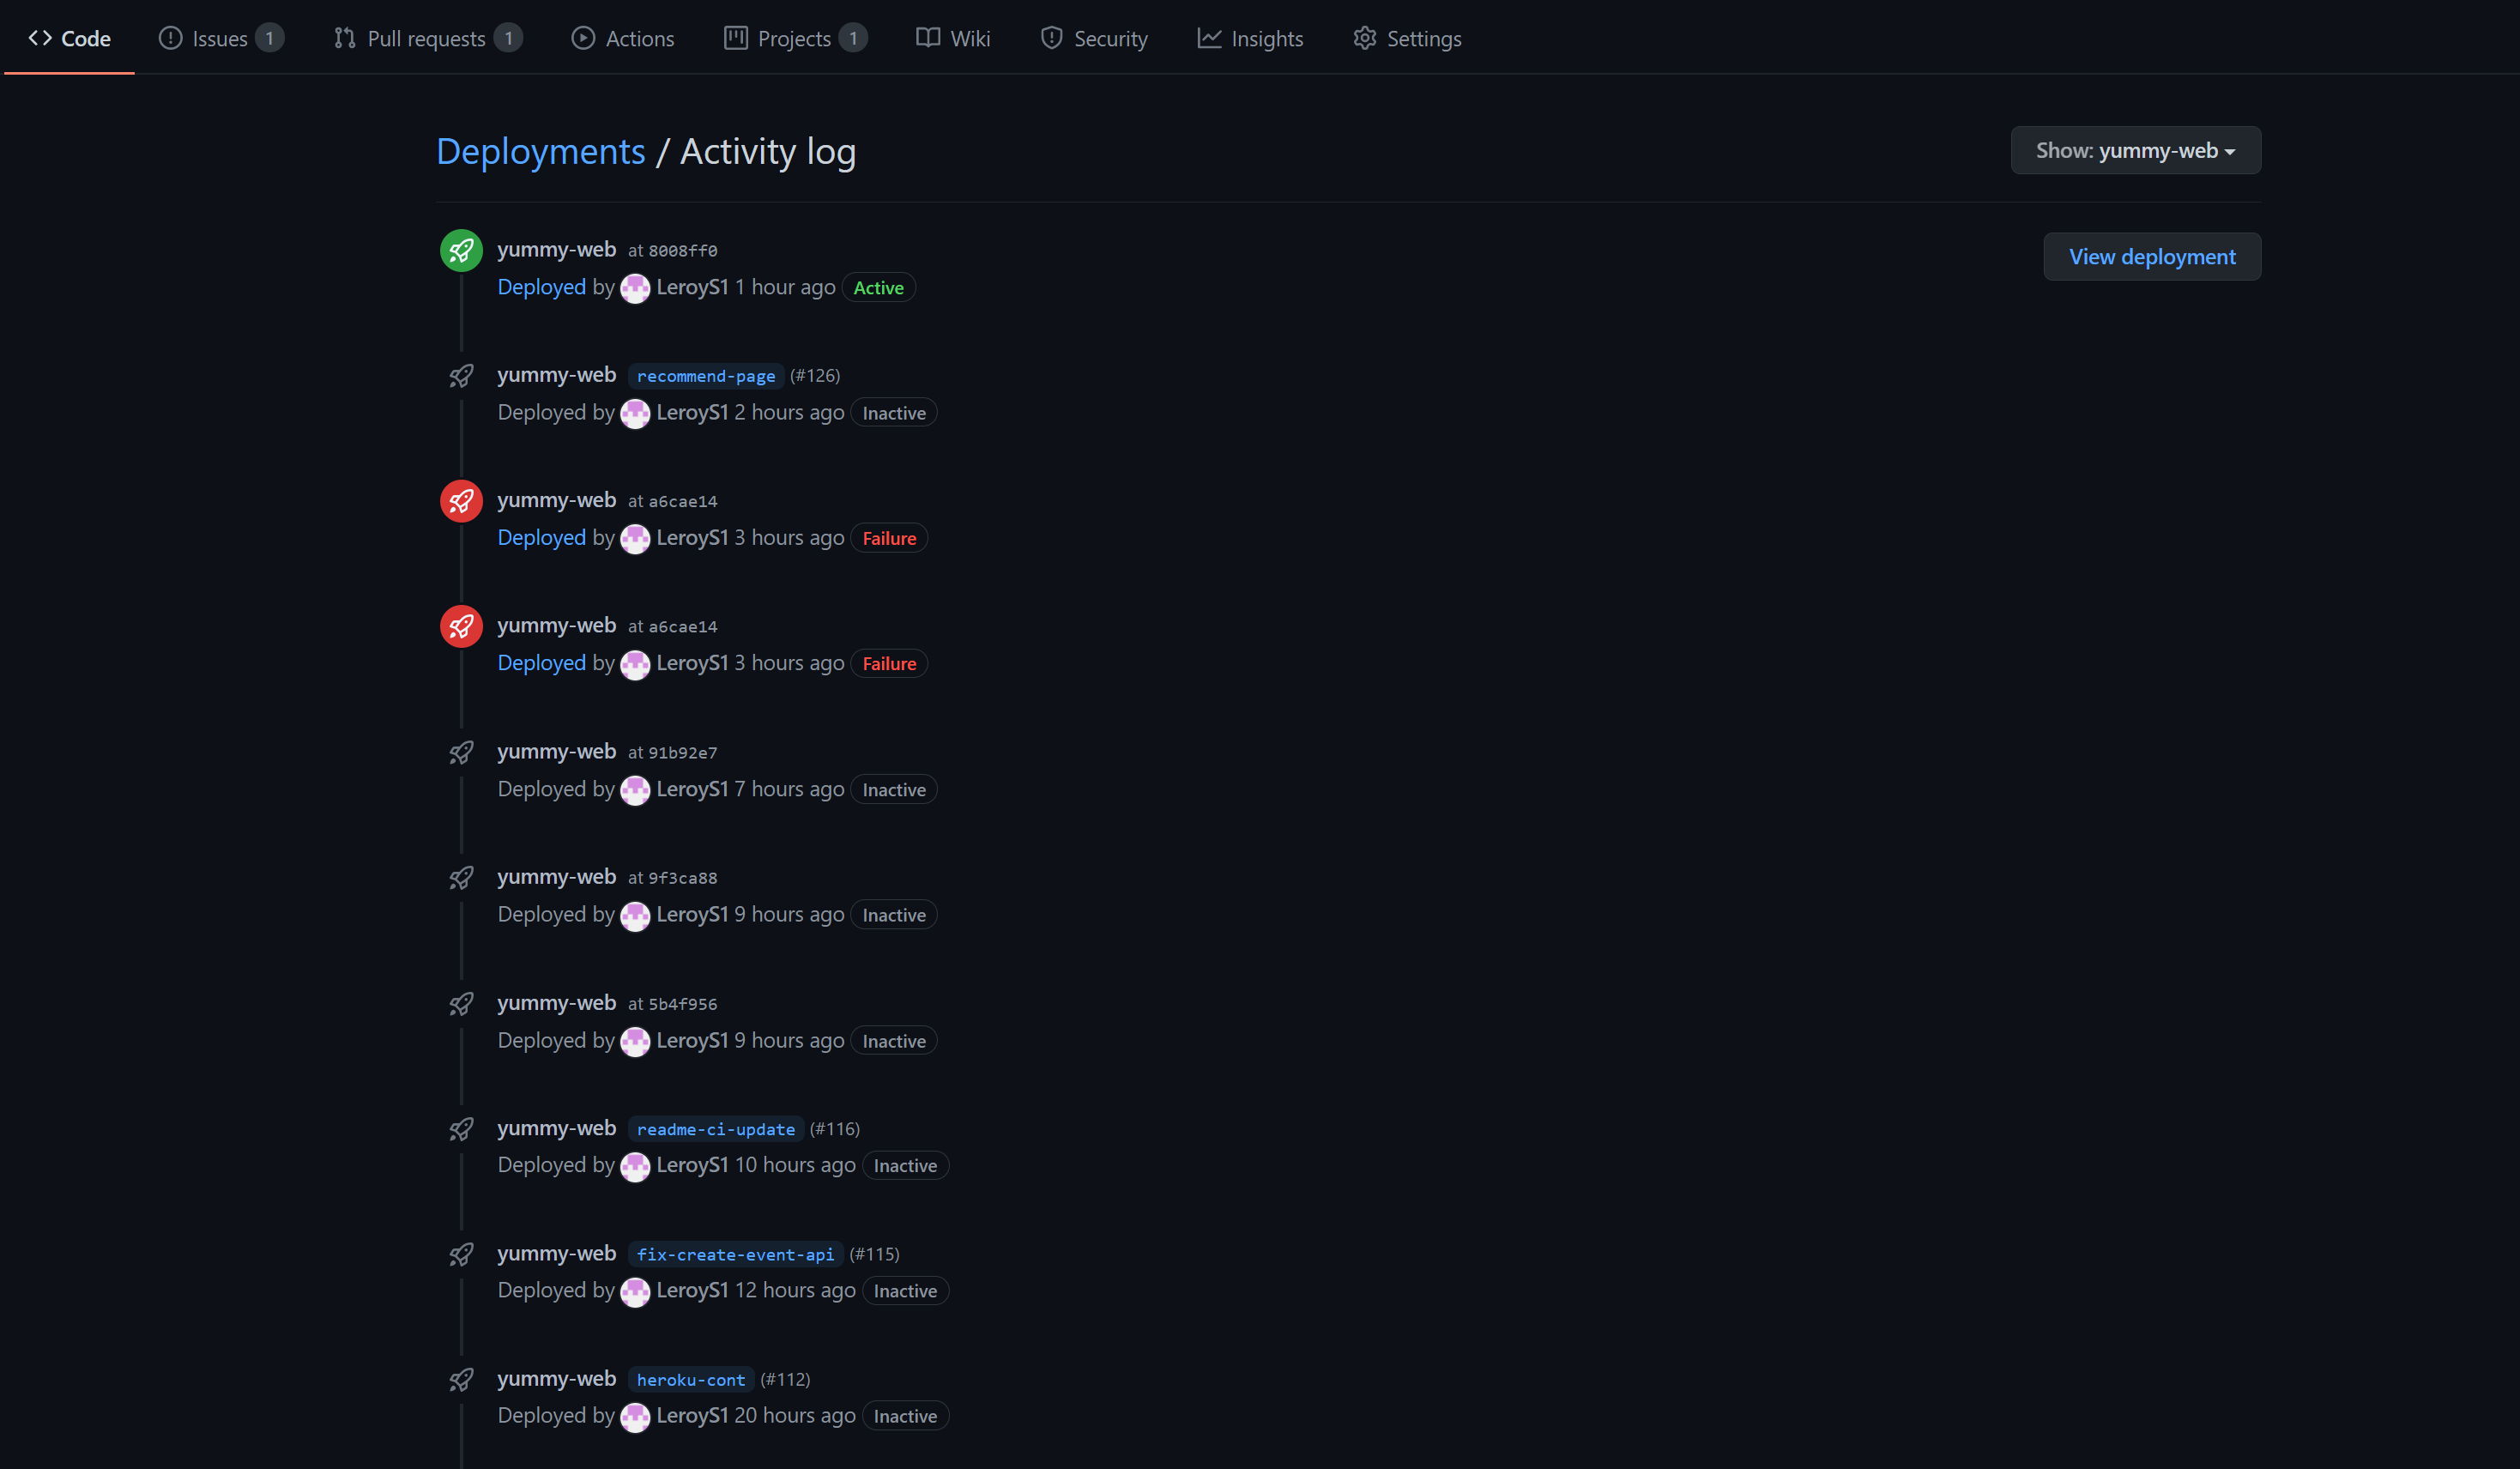 Code Issues 1 Pull requests 1 Actions Projects 1 Wiki Security Insights Settings
Deployments / Activity log
Show: yummy-web
yummy-web at 8008ff0
View deployment
Deployed by LeroyS1 1 hour ago Active
yummy-web recommend-page (#126)
Deployed by LeroyS1 2 hours ago Inactive
yummy-web at a6cae14
Deployed by LeroyS1 3 hours ago Failure
yummy-web at a6cae14
Deployed by LeroyS1 3 hours ago Failure
yummy-web at 91b92e7
Deployed by LeroyS1 7 hours ago Inactive
yummy-web at 9f3ca88
Deployed by LeroyS1 9 hours ago Inactive
yummy-web at 5b4f956
Deployed by LeroyS1 9 hours ago Inactive
yummy-web readme-ci-update (#116)
Deployed by LeroyS1 10 hours ago Inactive
yummy-web fix-create-event-api (#115)
Deployed by LeroyS1 12 hours ago Inactive
yummy-web heroku-cont (#112)
Deployed by LeroyS1 20 hours ago Inactive